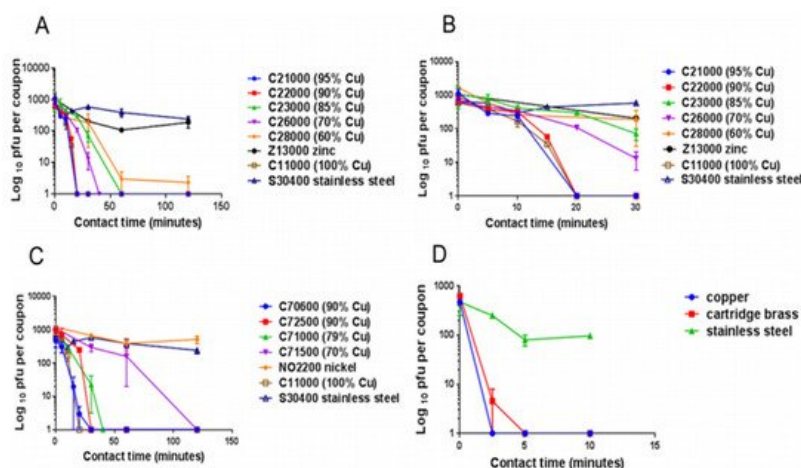 A
Log 10 pfu per coupon
10000
1000
100
10
1
0
50
100
150
Contact time (minutes)
C21000 (95% Cu)
C22000 (90% Cu)
C23000 (85% Cu)
C26000 (70% Cu)
C28000 (60% Cu)
Z13000 zinc
C11000 (100% Cu)
S30400 stainless steel
B
Log 10 pfu per coupon
10000
1000
100
10
1
0
10
20
30
Contact time (minutes)
C21000 (95% Cu)
C22000 (90% Cu)
C23000 (85% Cu)
C26000 (70% Cu)
C28000 (60% Cu)
Z13000 zinc
C11000 (100% Cu)
S30400 stainless steel
C
Log 10 pfu per coupon
10000
1000
100
10
1
0
50
100
150
Contact time (minutes)
C70600 (90% Cu)
C72500 (90% Cu)
C71000 (79% Cu)
C71500 (70% Cu)
NO2200 nickel
C11000 (100% Cu)
S30400 stainless steel
D
Log 10 pfu per coupon
1000
100
10
1
0
5
10
15
Contact time (minutes)
copper
cartridge brass
stainless steel